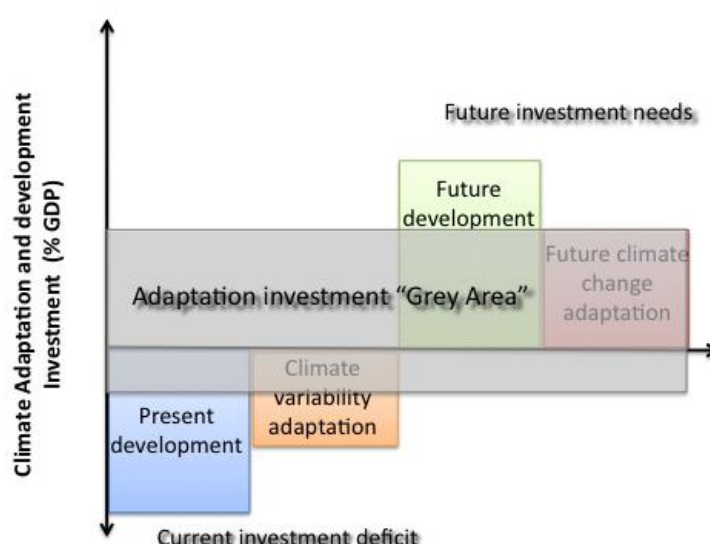 Climate Adaptation and development
Investment (% GDP)
Future investment needs
Future
development
Future climate
change
adaptation
Adaptation investment “Grey Area”
Climate
variability
adaptation
Present
development
Current investment deficit